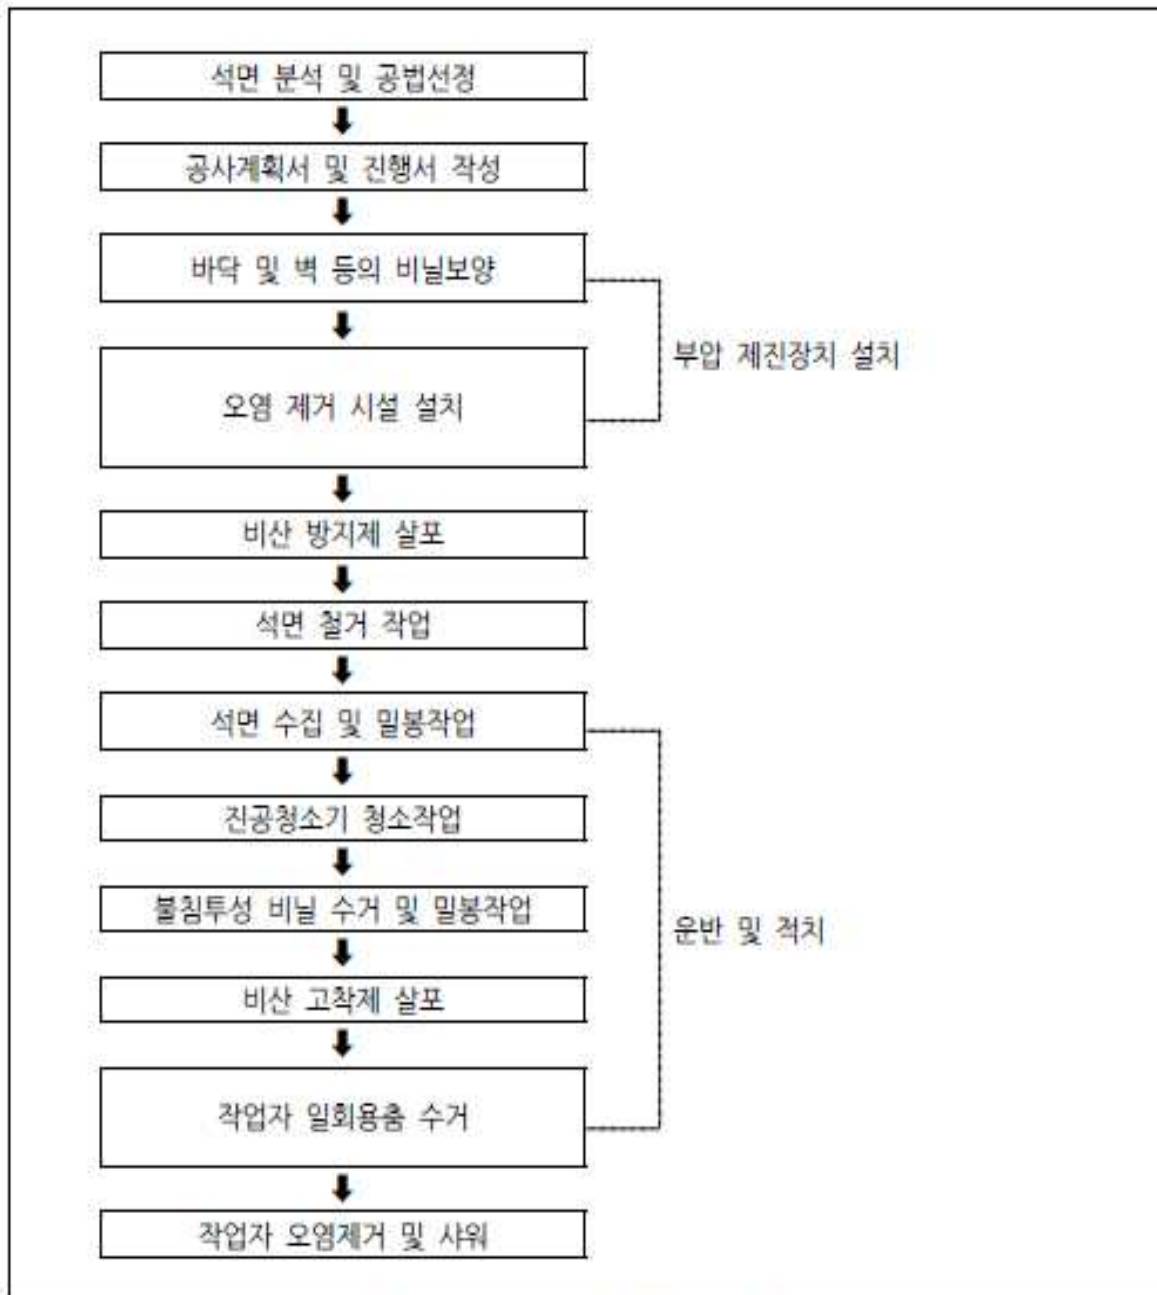 석면 분석 및 공법선정
공사계획서 및 진행서 작성
바닥 및 벽 등의 비닐보양
부압 제진장치 설치
오염 제거 시설 설치
비산 방지제 살포
석면 철거 작업
석면 수집 및 밀봉작업
진공청소기 청소작업
불침투성 비닐 수거 및 밀봉작업
운반 및 적치
비산 고착제 살포
작업자 일회용춤 수거
작업자 오염제거 및 샤워